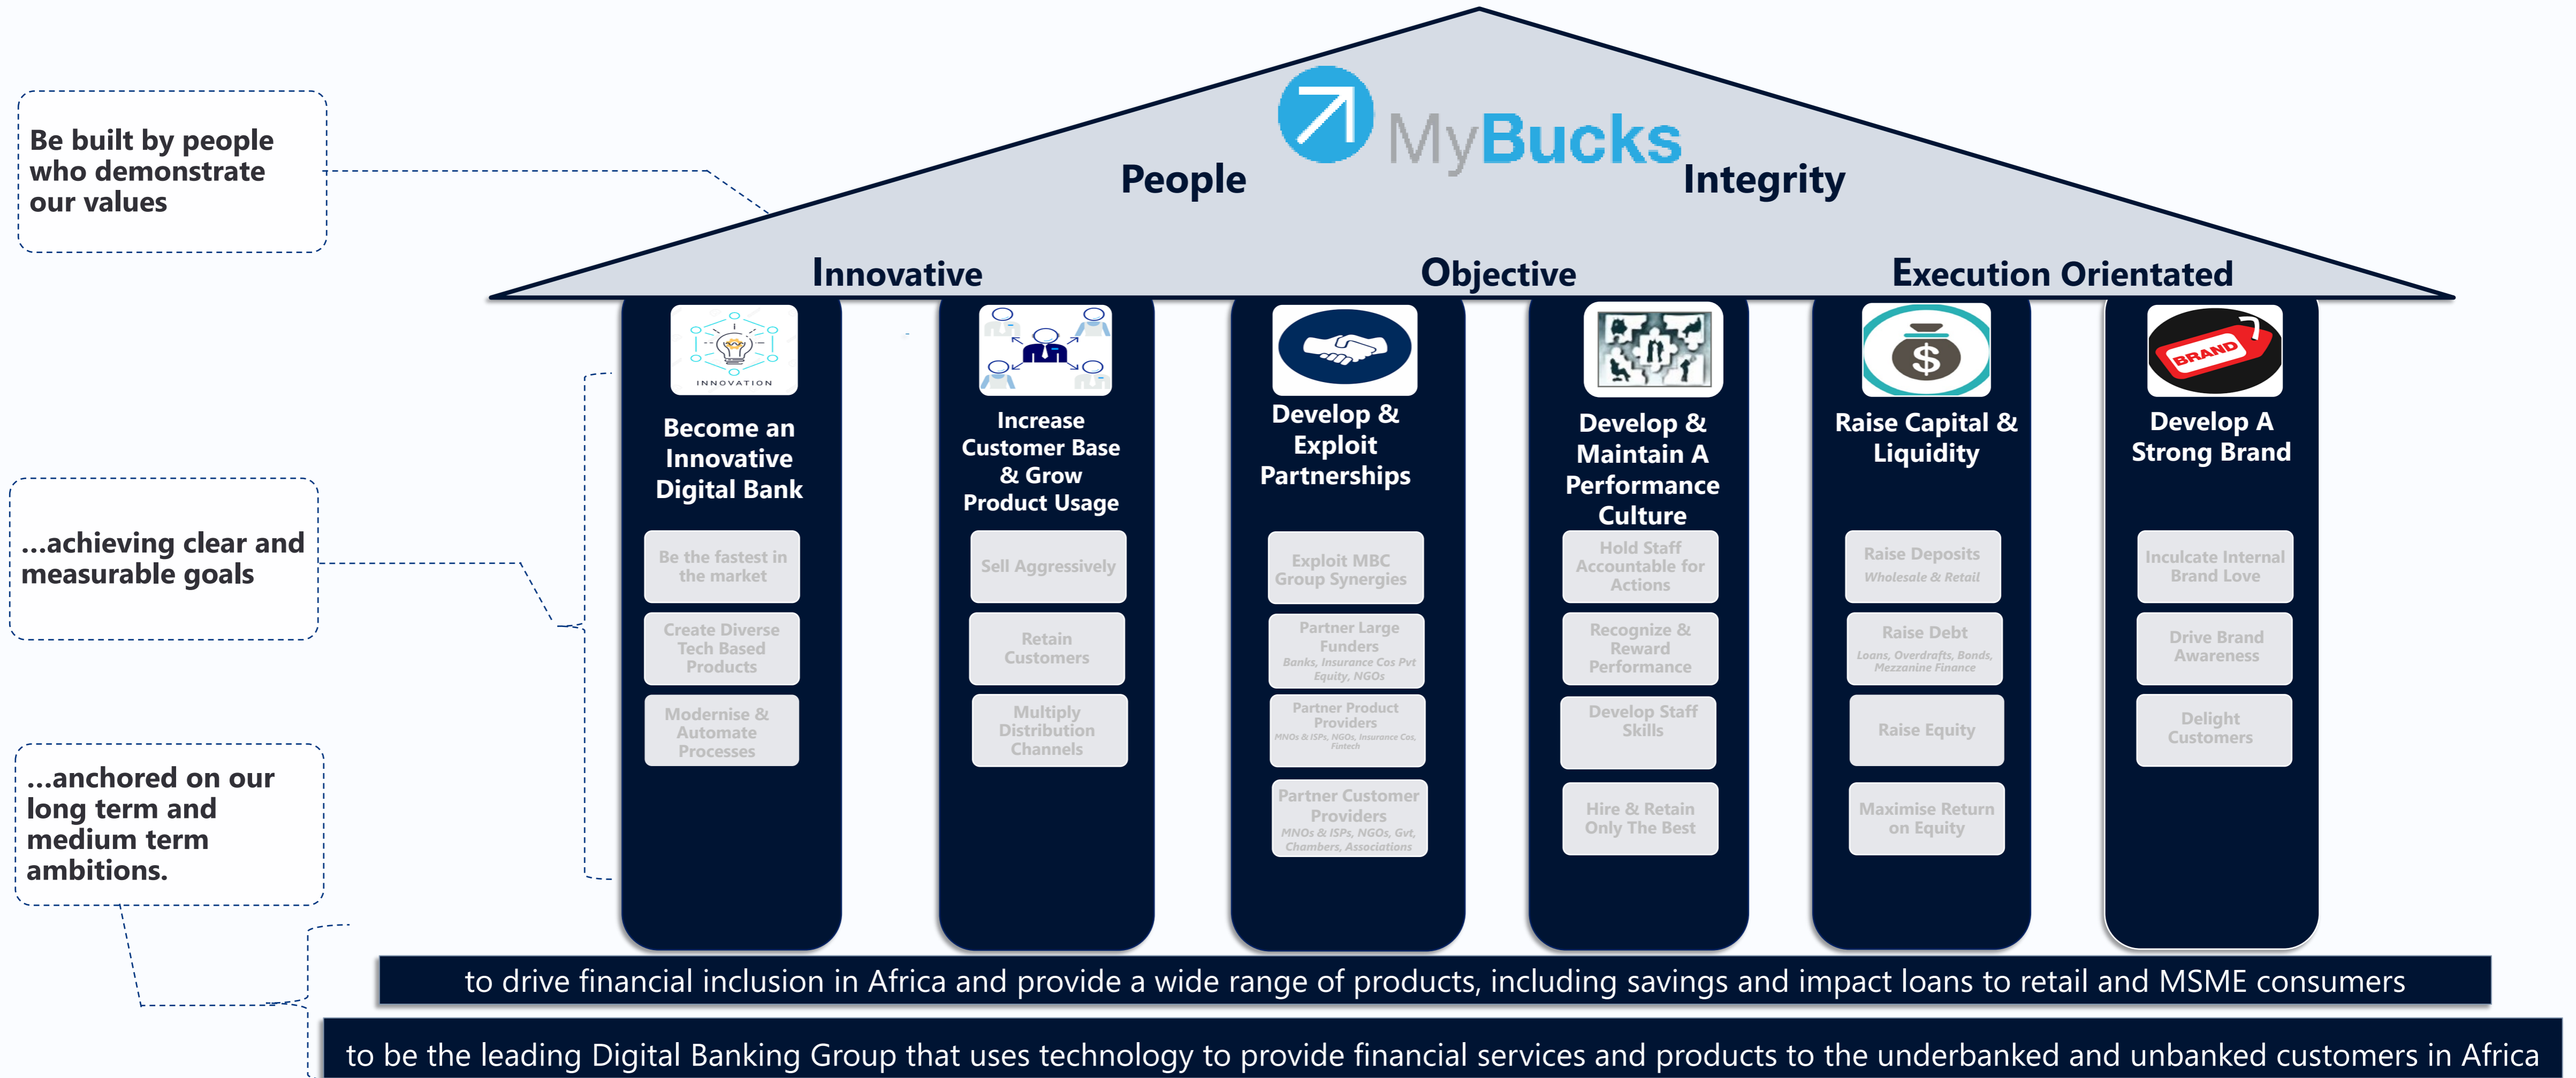 MyBucks
People
Integrity
Innovative
Objective
Execution Orientated
Be built by people
who demonstrate
our values
...achieving clear and
measurable goals
...anchored on our
long term and
medium term
ambitions.
INNOVATION
Become an
Innovative
Digital Bank
Be the fastest in
the market
Create Diverse
Tech Based
Products
Modernise &
Automate
Processes
Increase
Customer Base
& Grow
Product Usage
Sell Aggressively
Retain
Customers
Multiply
Distribution
Channels
Develop &
Exploit
Partnerships
Exploit MBC
Group Synergies
Partner Large
Funders
Banks, Insurance Cos Pvt
Equity, NGOs
Partner Product
Providers
MNOs & ISPs, NGOs, Insurance Cos,
Fintech
Partner Customer
Providers
MNOs & ISPs, NGOs, Gvt,
Chambers, Associations
Develop &
Maintain A
Performance
Culture
Hold Staff
Accountable for
Actions
Recognize &
Reward
Performance
Develop Staff
Skills
Hire & Retain
Only The Best
$
Raise Capital &
Liquidity
Raise Deposits
Wholesale & Retail
Raise Debt
Loans, Overdrafts, Bonds,
Mezzanine Finance
Raise Equity
Maximise Return
on Equity
BRAND
Develop A
Strong Brand
Inculcate Internal
Brand Love
Drive Brand
Awareness
Delight
Customers
to drive financial inclusion in Africa and provide a wide range of products, including savings and impact loans to retail and MSME consumers
to be the leading Digital Banking Group that uses technology to provide financial services and products to the underbanked and unbanked customers in Africa